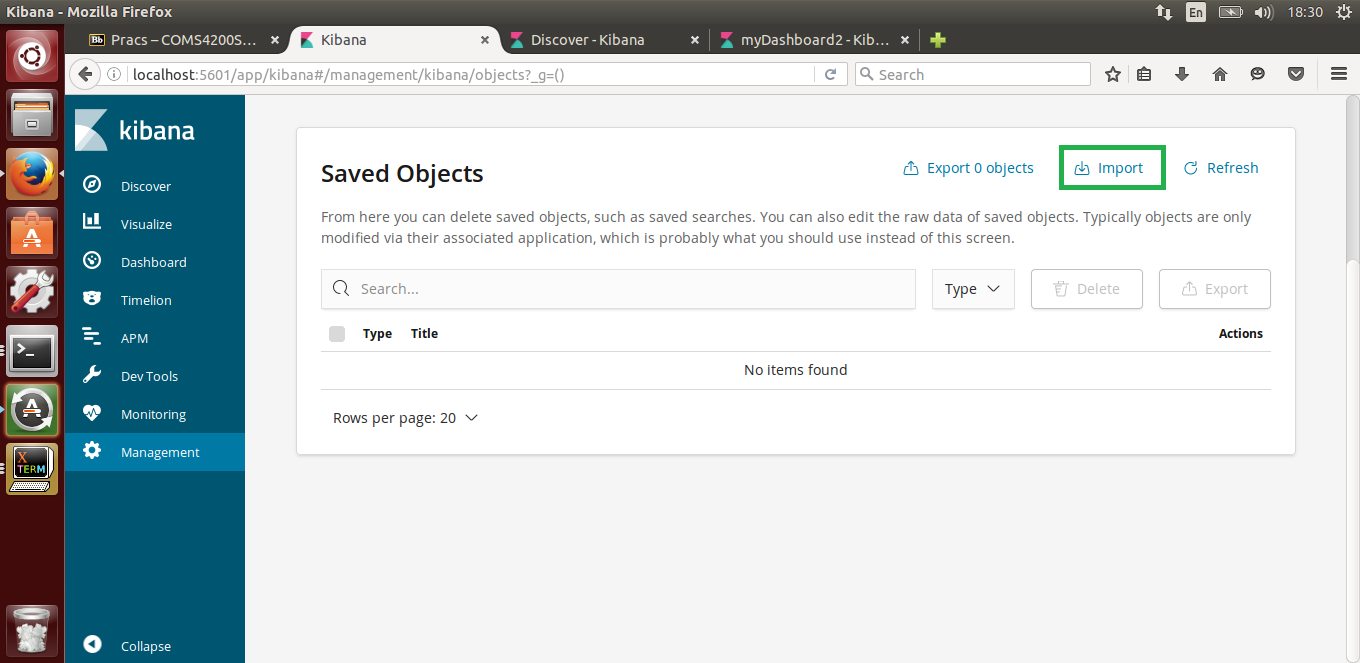 Kibana - Mozilla Firefox
En
18:30
Bb Pracs – COMS4200S...
Kibana
Discover - Kibana
myDashboard2 - Kib...
localhost:5601/app/kibana#/management/kibana/objects?_g=()
Search
kibana
Discover
Visualize
Dashboard
Timelion
APM
Dev Tools
Monitoring
Management
Collapse
X
TERM
Saved Objects
Export 0 objects
Import
Refresh
From here you can delete saved objects, such as saved searches. You can also edit the raw data of saved objects. Typically objects are only
modified via their associated application, which is probably what you should use instead of this screen.
Search...
Type
Delete
Export
Type Title Actions
No items found
Rows per page: 20